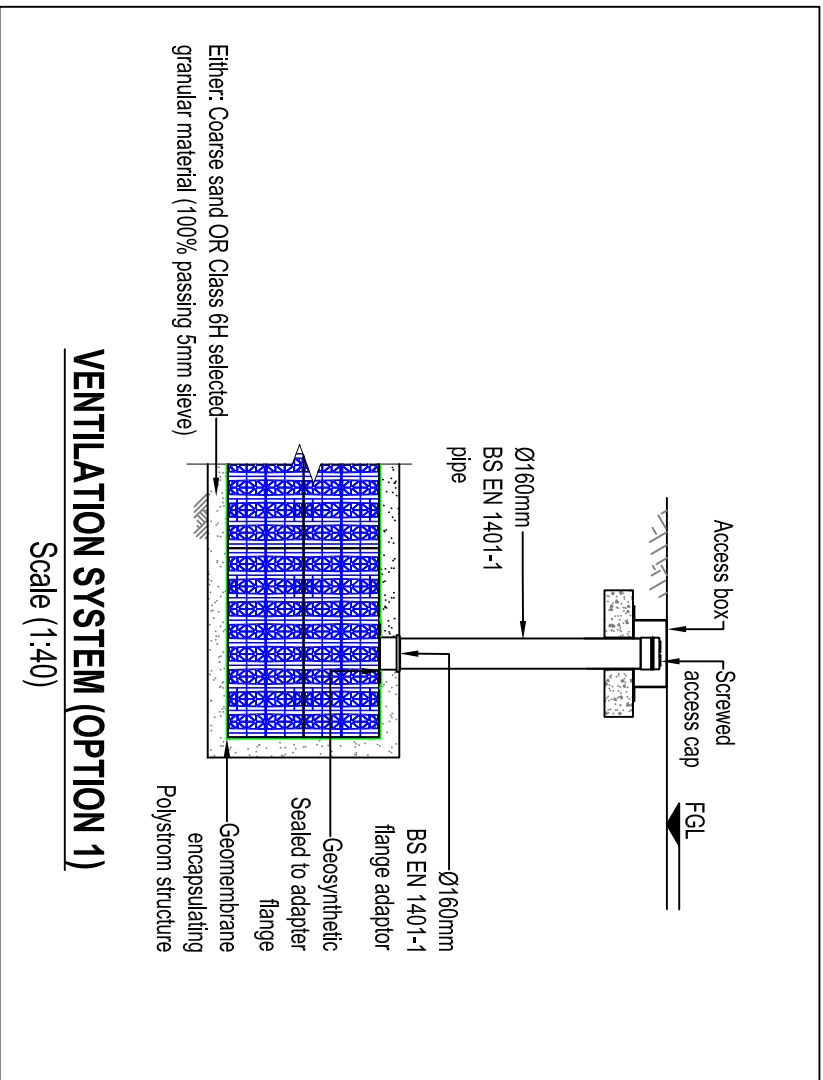 Access box
Screwed
access cap
FGL
Ø160mm
BS EN 1401-1
pipe
Ø160mm
BS EN 1401-1
flange adaptor
Geosynthetic
Sealed to adapter
flange
Geomembrane
encapsulating
Polystrom structure
Either: Coarse sand OR Class 6H selected
granular material (100% passing 5mm sieve)
VENTILATION SYSTEM (OPTION 1)
Scale (1:40)